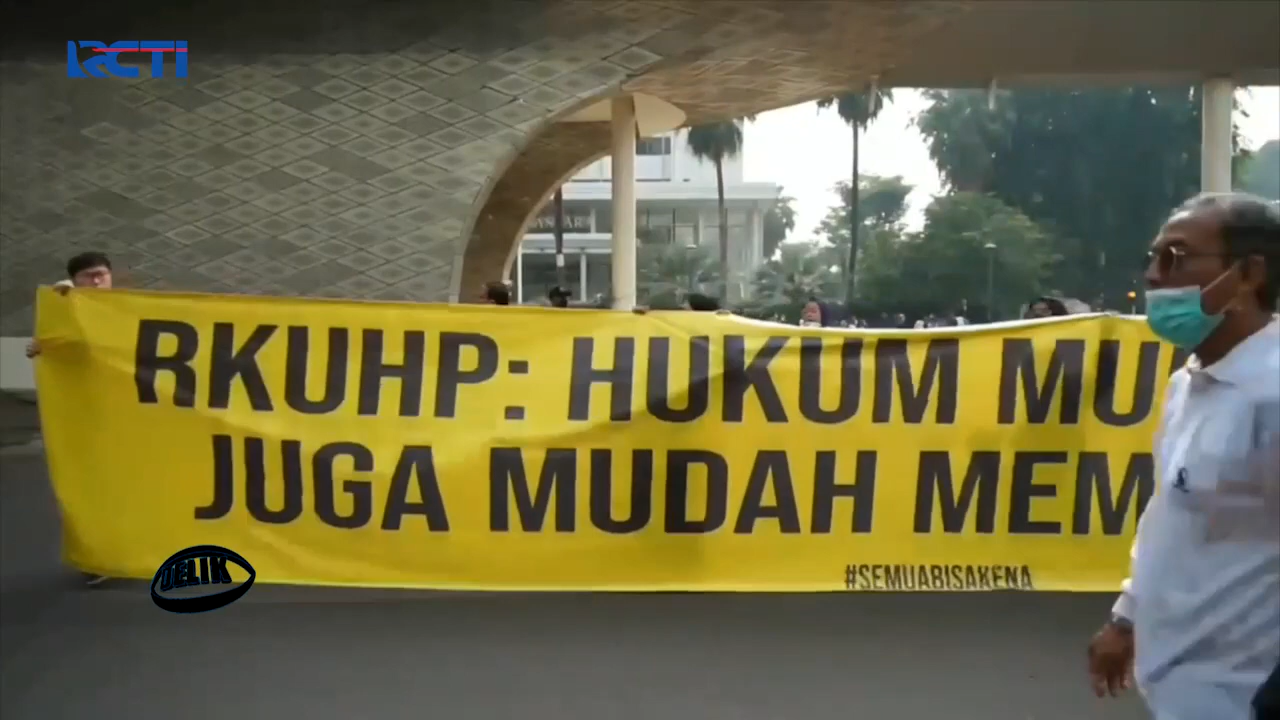 RCTI
RKUHP: HUKUM MU
JUGA MUDAH MEM
#SEMUABISAKENA
DELIK